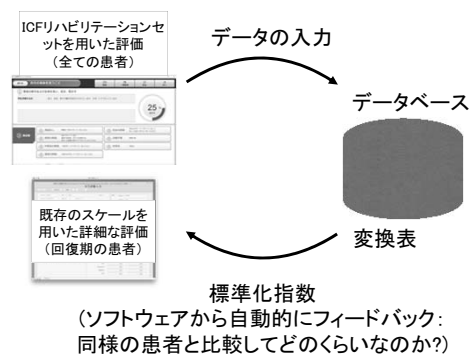 ICFリハビリテーションセ
ットを用いた評価
(全ての患者)
データの入力
25
データベース
既存のスケールを
用いた詳細な評価
(回復期の患者)
変換表
標準化指数
(ソフトウェアから自動的にフィードバック:
同様の患者と比較してどのくらいなのか?)